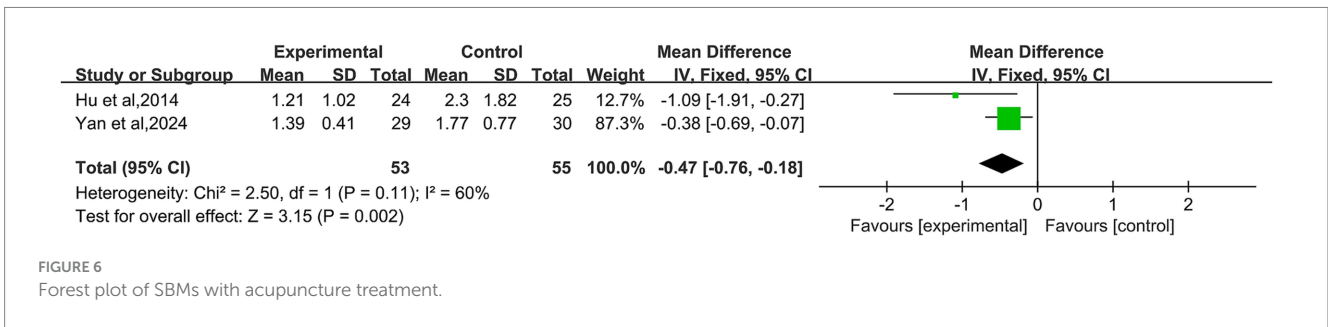 Experimental Control Mean Difference Mean Difference
Study or Subgroup Mean SD Total Mean SD Total Weight IV, Fixed, 95% CI IV, Fixed, 95% CI
Hu et al,2014 1.21 1.02 24 2.3 1.82 25 12.7% -1.09 [-1.91, -0.27]
Yan et al,2024 1.39 0.41 29 1.77 0.77 30 87.3% -0.38 [-0.69, -0.07]
Total (95% CI) 53 55 100.0% -0.47 [-0.76, -0.18]
Heterogeneity: Chi² = 2.50, df = 1 (P = 0.11); I² = 60%
Test for overall effect: Z = 3.15 (P = 0.002)
-2 -1 0 1 2
Favours [experimental] Favours [control]
FIGURE 6
Forest plot of SBMs with acupuncture treatment.